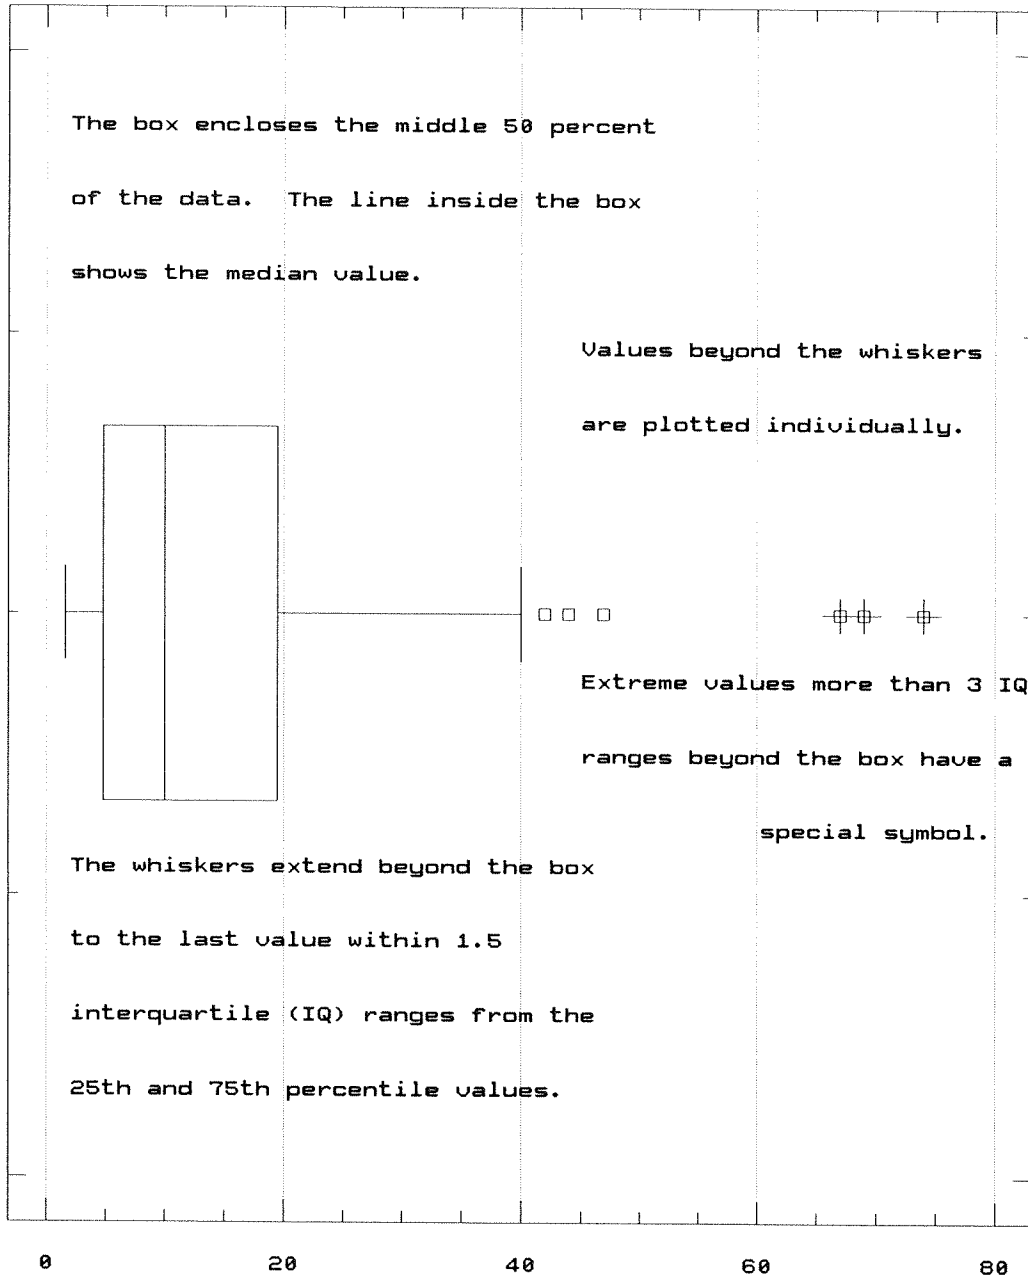 The box encloses the middle 50 percent
of the data.  The line inside the box
shows the median value.
Values beyond the whiskers
are plotted individually.
Extreme values more than 3 IQ
ranges beyond the box have a
special symbol.
The whiskers extend beyond the box
to the last value within 1.5
interquartile (IQ) ranges from the
25th and 75th percentile values.
0 20 40 60 80